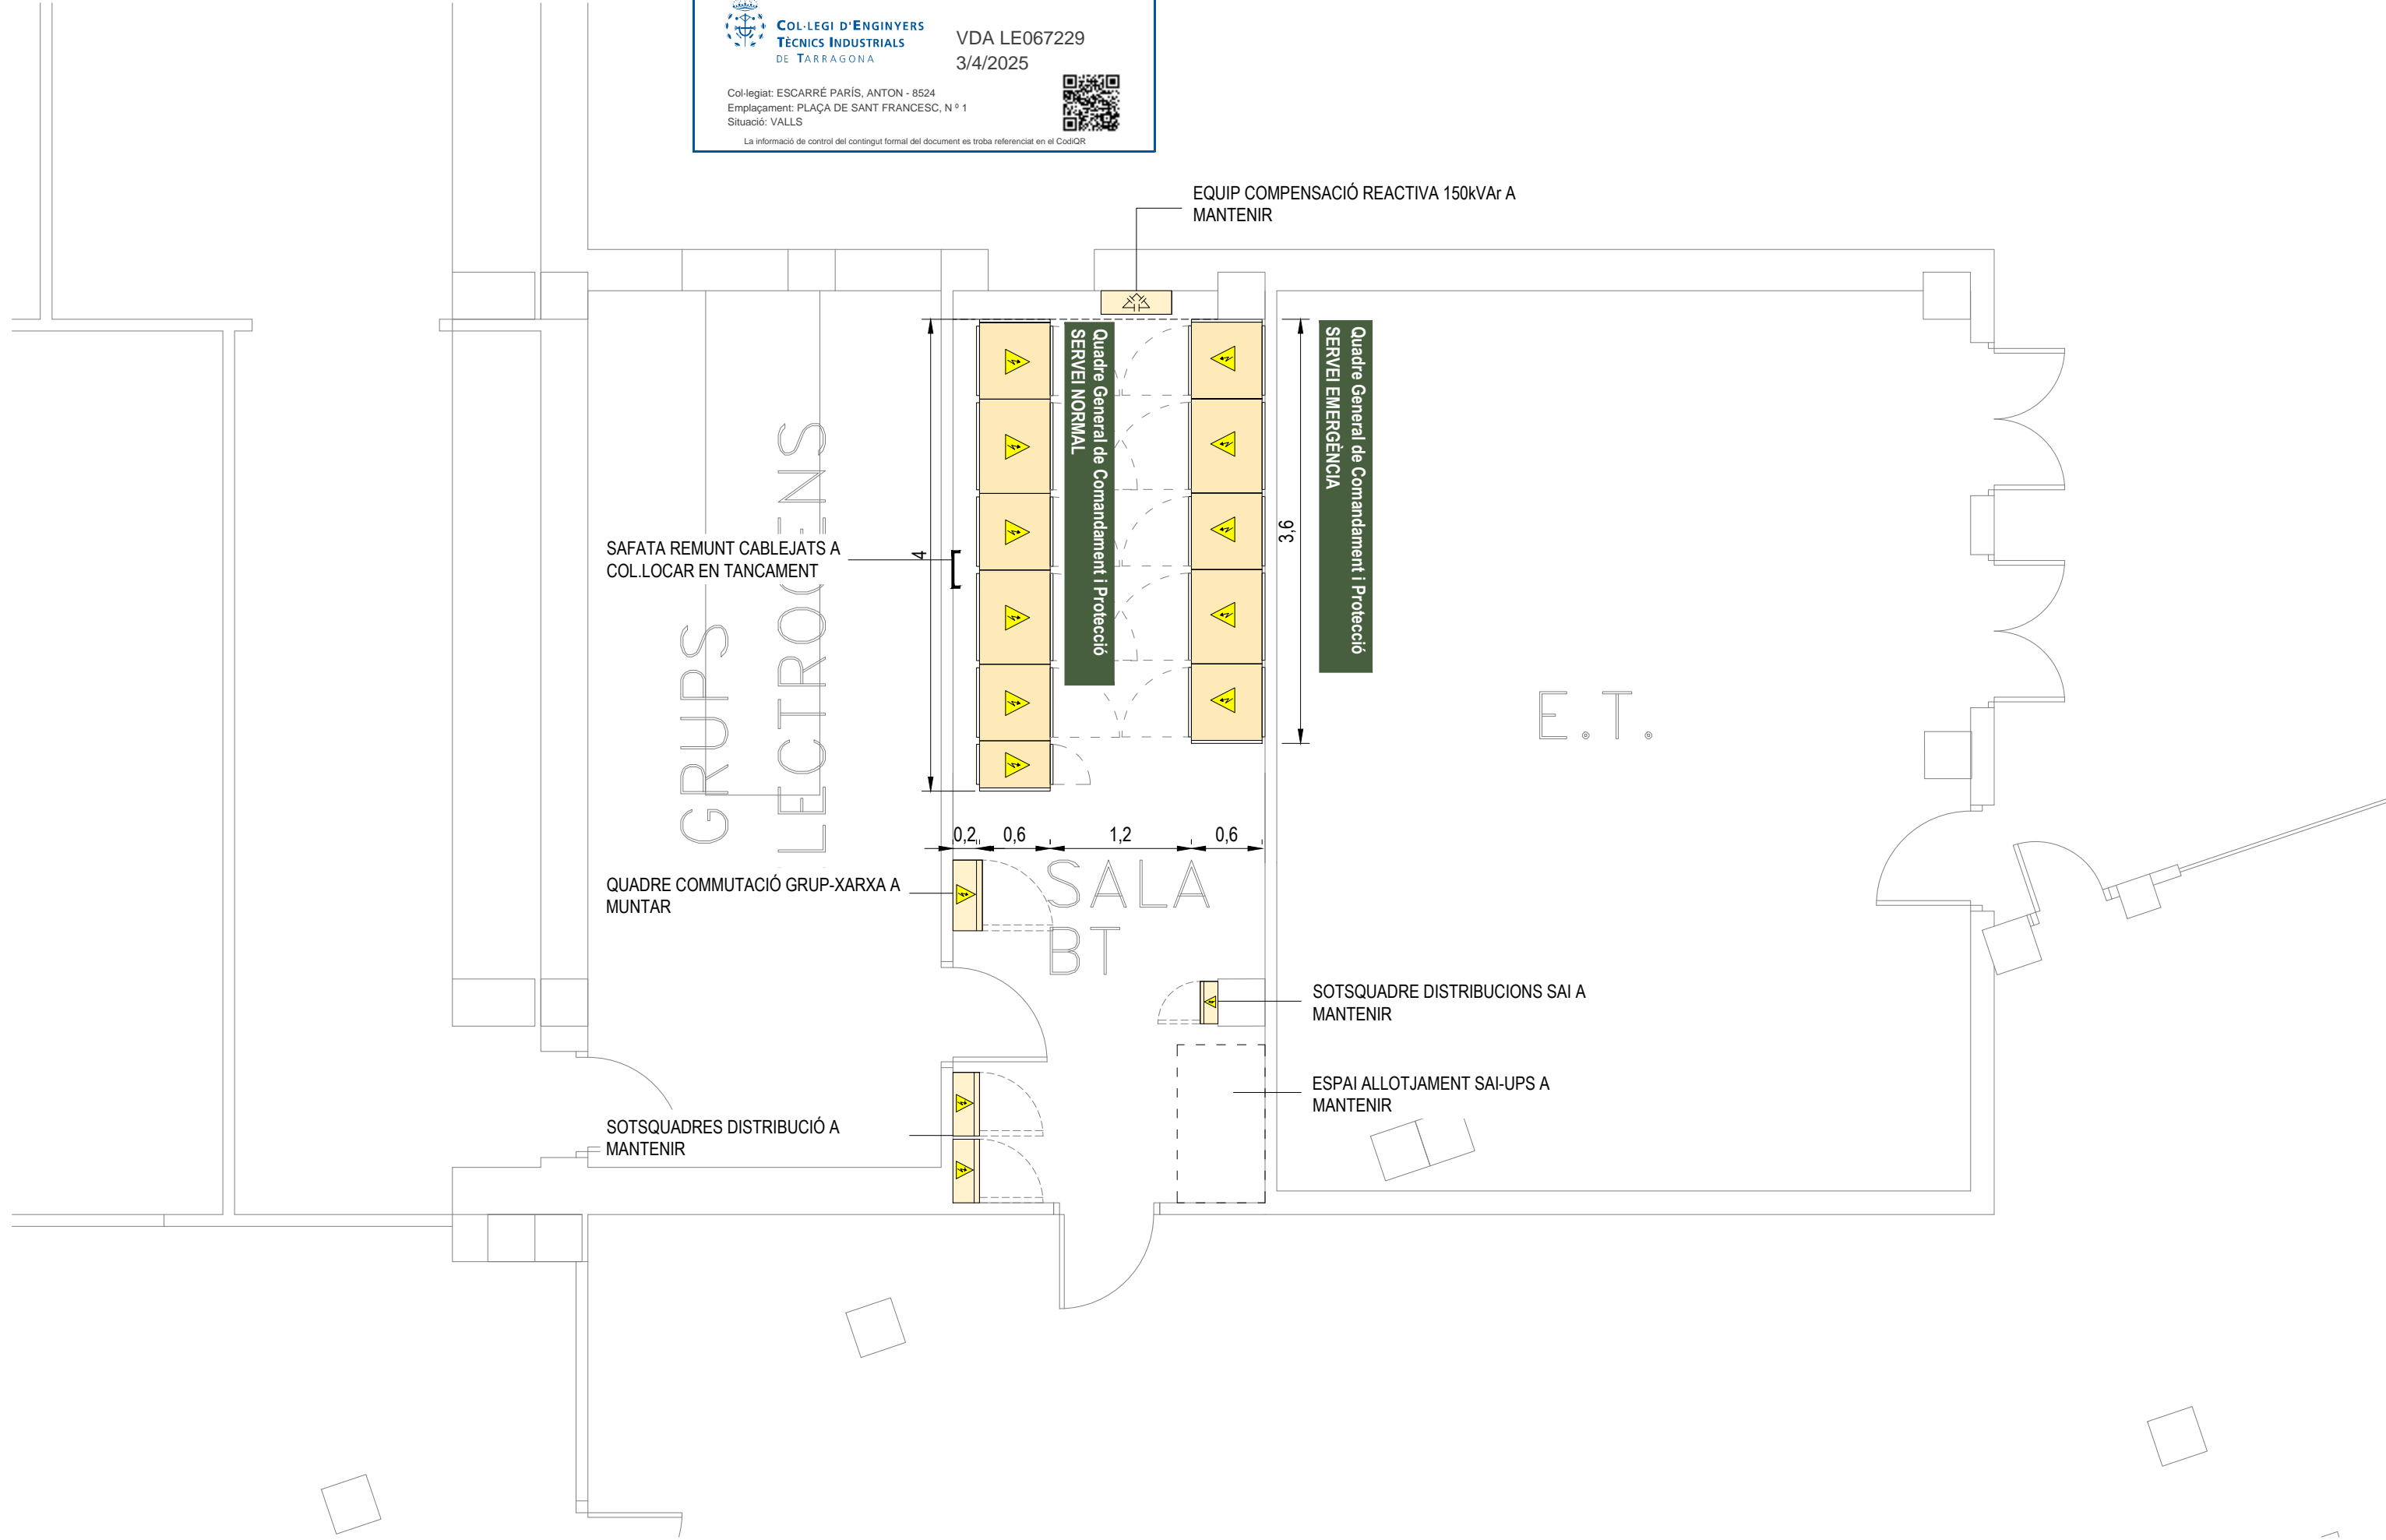 COL·LEGI D'ENGINYERS
TÈCNICS INDUSTRIALS
DE TARRAGONA
VDA LE067229
3/4/2025
Col·legiat: ESCARRÉ PARÍS, ANTON - 8524
Emplaçament: PLAÇA DE SANT FRANCESC, N º 1
Situació: VALLS
La informació de control del contingut formal del document es troba referenciat en el CodiQR
EQUIP COMPENSACIÓ REACTIVA 150kVAr A
MANTENIR
Quadre General de Comandament i Protecció
SERVEI NORMAL
Quadre General de Comandament i Protecció
SERVEI EMERGÈNCIA
GRUPS
LECTROGENS
SAFATA REMUNT CABLEJATS A
COL.LOCAR EN TANCAMENT
4
3,6
E.T.
0,2
0,6
1,2
0,6
QUADRE COMMUTACIÓ GRUP-XARXA A
MUNTAR
SALA
BT
SOTSQUADRE DISTRIBUCIONS SAI A
MANTENIR
ESPAI ALLOTJAMENT SAI-UPS A
MANTENIR
SOTSQUADRES DISTRIBUCIÓ A
MANTENIR